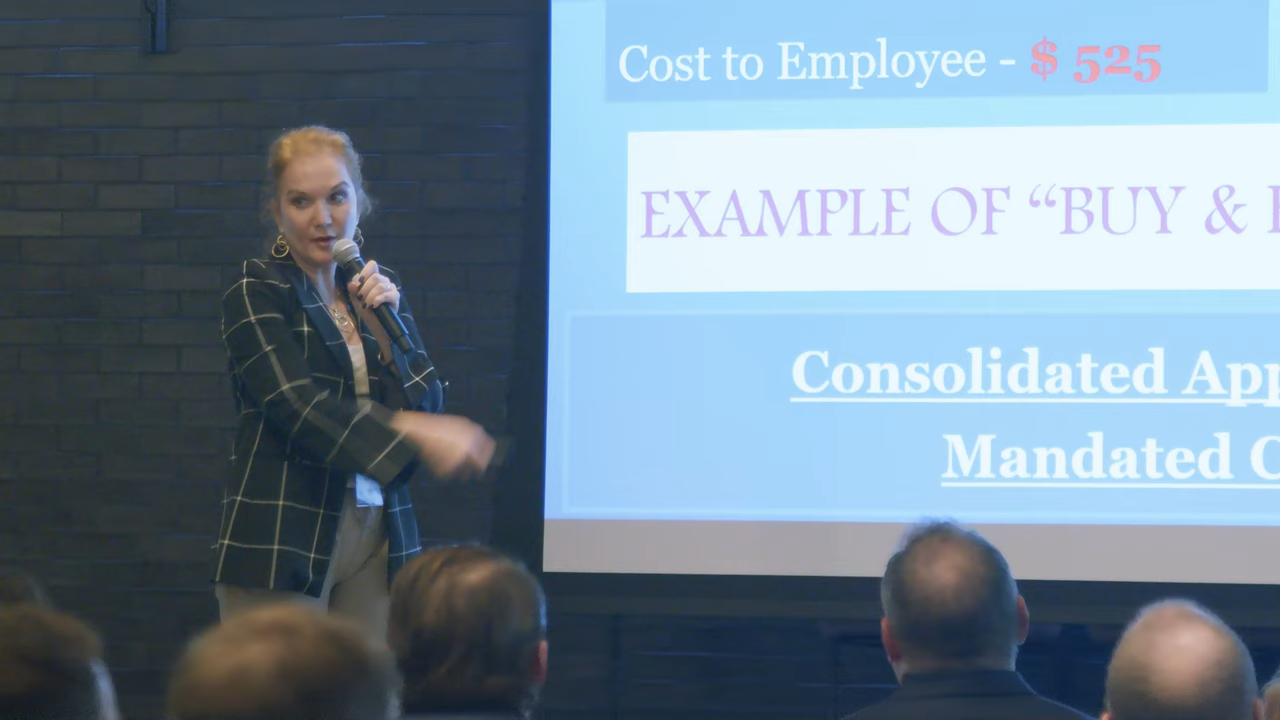 Cost to Employee - $ 525
EXAMPLE OF “BUY &
Consolidated App
Mandated C